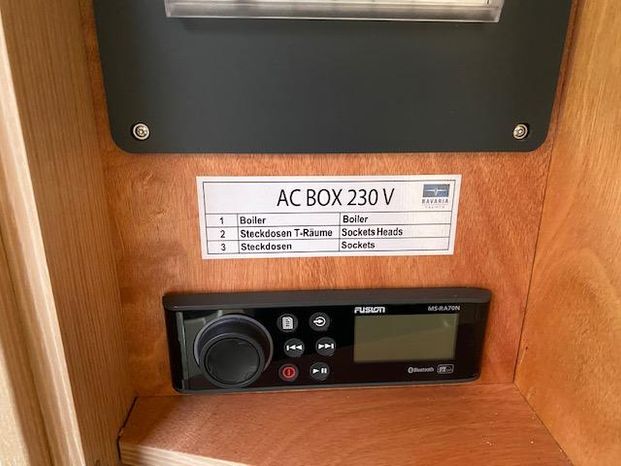 AC BOX 230 V
BAVARIA
YACHTS
1 Boiler Boiler
2 Steckdosen T-Räume Sockets Heads
3 Steckdosen Sockets
FUSION MS-RA70N
Bluetooth